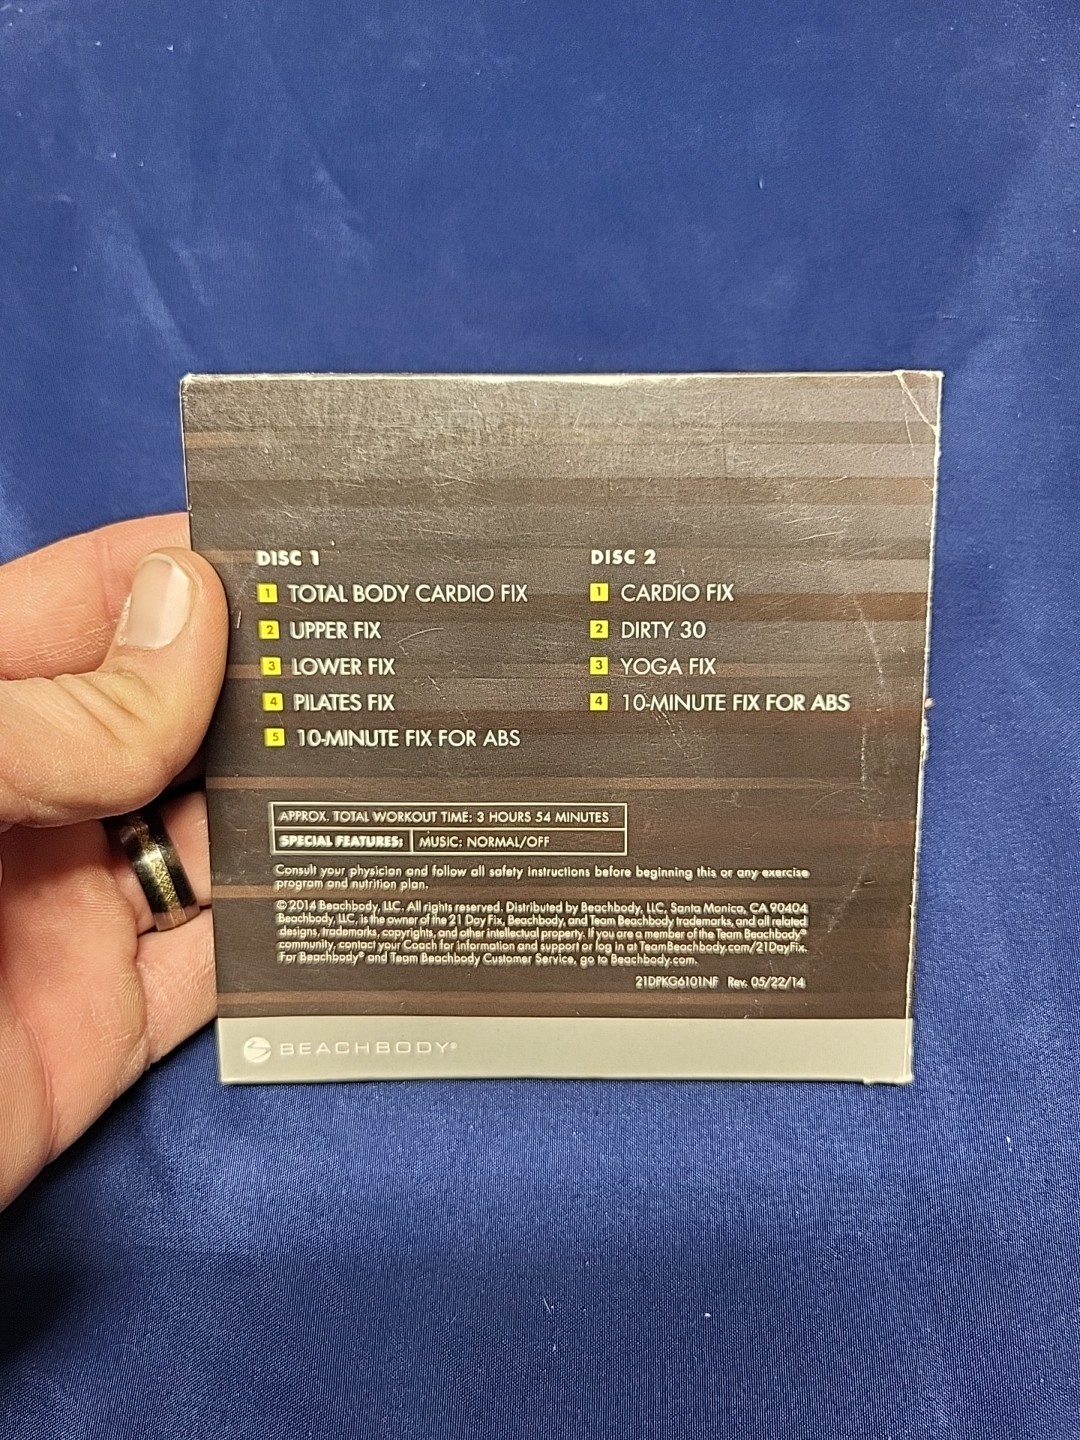 DISC 1
1 TOTAL BODY CARDIO FIX
2 UPPER FIX
3 LOWER FIX
4 PILATES FIX
5 10-MINUTE FIX FOR ABS
DISC 2
1 CARDIO FIX
2 DIRTY 30
3 YOGA FIX
4 10-MINUTE FIX FOR ABS
APPROX. TOTAL WORKOUT TIME: 3 HOURS 54 MINUTES
SPECIAL FEATURES: MUSIC: NORMAL/OFF
Consult your physician and follow all safety instructions before beginning this or any exercise
program and nutrition plan.
© 2014 Beachbody, LLC. All rights reserved. Distributed by Beachbody, LLC, Santa Monica, CA 90404
Beachbody, LLC, is the owner of the 21 Day Fix, Beachbody, and Team Beachbody trademarks, and all related
designs, trademarks, copyrights, and other intellectual property. If you are a member of the Team Beachbody®
community, contact your Coach for information and support or log in at TeamBeachbody.com/21DayFix.
For Beachbody® and Team Beachbody Customer Service, go to Beachbody.com.
21DPKG6101NF Rev. 05/22/14
BEACHBODY®